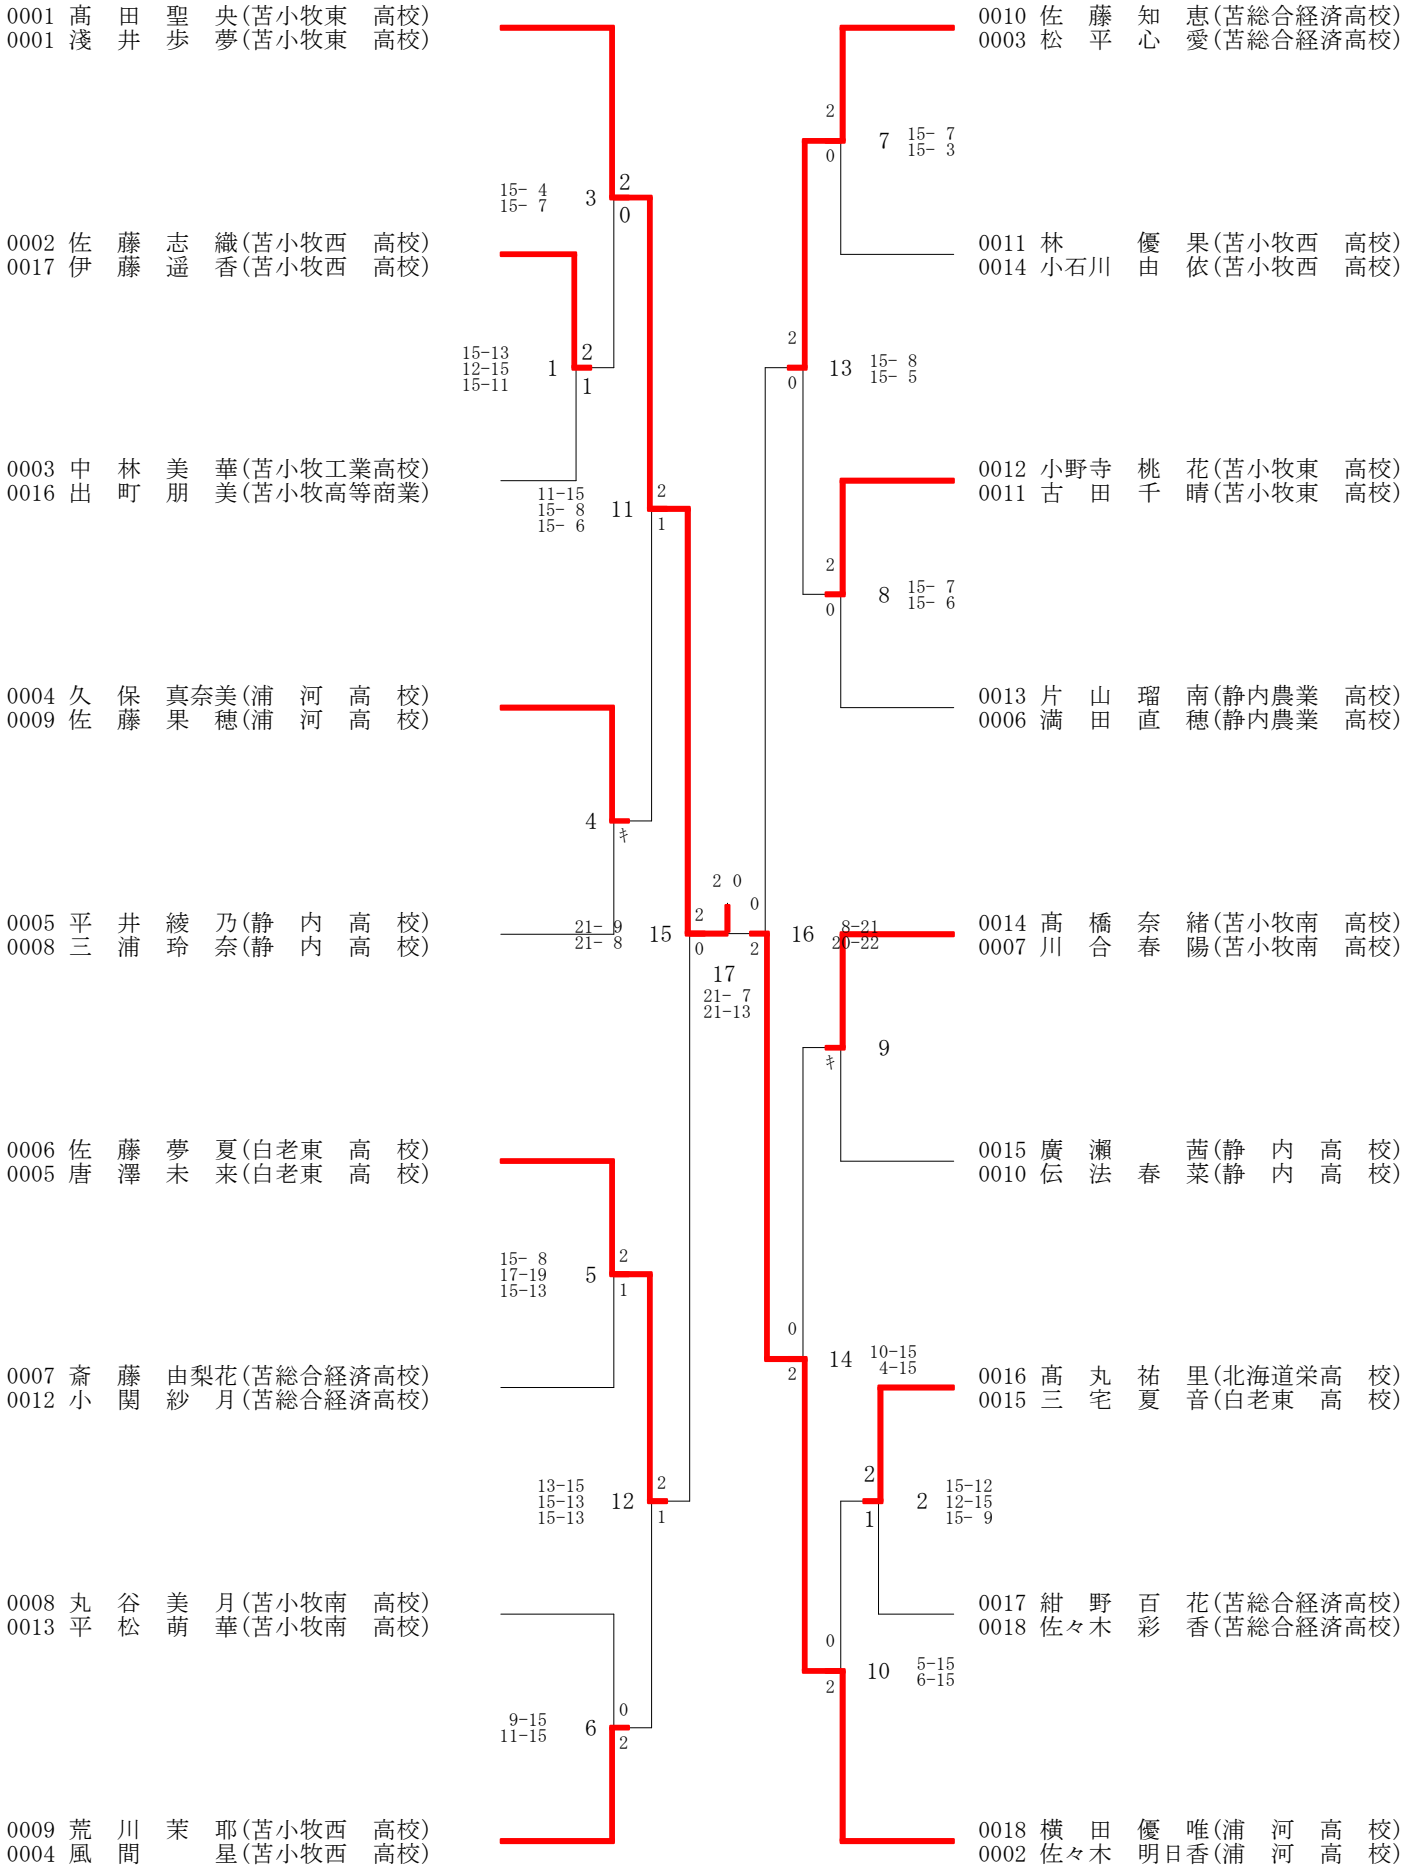 0001 髙 田 聖 央(苫小牧東 高校)
0001 淺 井 歩 夢(苫小牧東 高校)
15- 4
15- 7
3
2
0
0002 佐 藤 志 織(苫小牧西 高校)
0017 伊 藤 遥 香(苫小牧西 高校)
15-13
12-15
15-11
1
2
1
0003 中 林 美 華(苫小牧工業高校)
0016 出 町 朋 美(苫小牧高等商業)
11-15
15- 8
15- 6
11
2
1
0004 久 保 真奈美(浦 河 高 校)
0009 佐 藤 果 穂(浦 河 高 校)
4
キ
0005 平 井 綾 乃(静 内 高 校)
0008 三 浦 玲 奈(静 内 高 校)
21- 9
21- 8
15
2
0
2 0
17
21- 7
21-13
0006 佐 藤 夢 夏(白老東 高 校)
0005 唐 澤 未 来(白老東 高 校)
15- 8
17-19
15-13
5
2
1
0007 斎 藤 由梨花(苫総合経済高校)
0012 小 関 紗 月(苫総合経済高校)
13-15
15-13
15-13
12
2
1
0008 丸 谷 美 月(苫小牧南 高校)
0013 平 松 萌 華(苫小牧南 高校)
9-15
11-15
6
0
2
0009 荒 川 茉 耶(苫小牧西 高校)
0004 風 間 星(苫小牧西 高校)
0010 佐 藤 知 恵(苫総合経済高校)
0003 松 平 心 愛(苫総合経済高校)
2
0
7
15- 7
15- 3
0011 林 優 果(苫小牧西 高校)
0014 小石川 由 依(苫小牧西 高校)
2
0
13
15- 8
15- 5
0012 小野寺 桃 花(苫小牧東 高校)
0011 古 田 千 晴(苫小牧東 高校)
2
0
8
15- 7
15- 6
0013 片 山 瑠 南(静内農業 高校)
0006 満 田 直 穂(静内農業 高校)
0
2
16
8-21
20-22
0014 髙 橋 奈 緒(苫小牧南 高校)
0007 川 合 春 陽(苫小牧南 高校)
キ
9
0015 廣 瀬 茜(静 内 高 校)
0010 伝 法 春 菜(静 内 高 校)
0
2
14
10-15
4-15
0016 髙 丸 祐 里(北海道栄高 校)
0015 三 宅 夏 音(白老東 高 校)
2
1
2
15-12
12-15
15- 9
0017 紺 野 百 花(苫総合経済高校)
0018 佐々木 彩 香(苫総合経済高校)
0
2
10
5-15
6-15
0018 横 田 優 唯(浦 河 高 校)
0002 佐々木 明日香(浦 河 高 校)